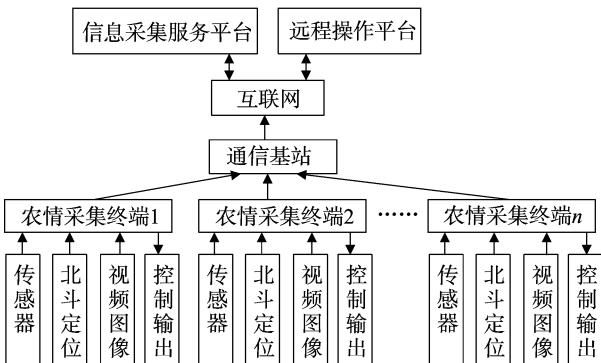 信息采集服务平台
远程操作平台
互联网
通信基站
农情采集终端1
农情采集终端2
……
农情采集终端n
传感器
北斗定位
视频图像
控制输出
传感器
北斗定位
视频图像
控制输出
传感器
北斗定位
视频图像
控制输出